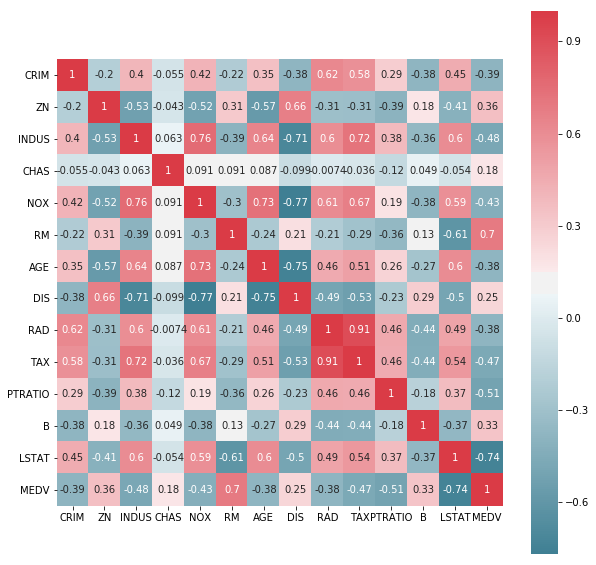 CRIM 1 -0.2 0.4 -0.055 0.42 -0.22 0.35 -0.38 0.62 0.58 0.29 -0.38 0.45 -0.39
ZN -0.2 1 -0.53 -0.043 -0.52 0.31 -0.57 0.66 -0.31 -0.31 -0.39 0.18 -0.41 0.36
INDUS 0.4 -0.53 1 0.063 0.76 -0.39 0.64 -0.71 0.6 0.72 0.38 -0.36 0.6 -0.48
CHAS -0.055 -0.043 0.063 1 0.091 0.091 0.087 -0.099 -0.0074 -0.036 -0.12 0.049 -0.054 0.18
NOX 0.42 -0.52 0.76 0.091 1 -0.3 0.73 -0.77 0.61 0.67 0.19 -0.38 0.59 -0.43
RM -0.22 0.31 -0.39 0.091 -0.3 1 -0.24 0.21 -0.21 -0.29 -0.36 0.13 -0.61 0.7
AGE 0.35 -0.57 0.64 0.087 0.73 -0.24 1 -0.75 0.46 0.51 0.26 -0.27 0.6 -0.38
DIS -0.38 0.66 -0.71 -0.099 -0.77 0.21 -0.75 1 -0.49 -0.53 -0.23 0.29 -0.5 0.25
RAD 0.62 -0.31 0.6 -0.0074 0.61 -0.21 0.46 -0.49 1 0.91 0.46 -0.44 0.49 -0.38
TAX 0.58 -0.31 0.72 -0.036 0.67 -0.29 0.51 -0.53 0.91 1 0.46 -0.44 0.54 -0.47
PTRATIO 0.29 -0.39 0.38 -0.12 0.19 -0.36 0.26 -0.23 0.46 0.46 1 -0.18 0.37 -0.51
B -0.38 0.18 -0.36 0.049 -0.38 0.13 -0.27 0.29 -0.44 -0.44 -0.18 1 -0.37 0.33
LSTAT 0.45 -0.41 0.6 -0.054 0.59 -0.61 0.6 -0.5 0.49 0.54 0.37 -0.37 1 -0.74
MEDV -0.39 0.36 -0.48 0.18 -0.43 0.7 -0.38 0.25 -0.38 -0.47 -0.51 0.33 -0.74 1
CRIM ZN INDUS CHAS NOX RM AGE DIS RAD TAX PTRATIO B LSTAT MEDV
0.9
0.6
0.3
0.0
−0.3
−0.6